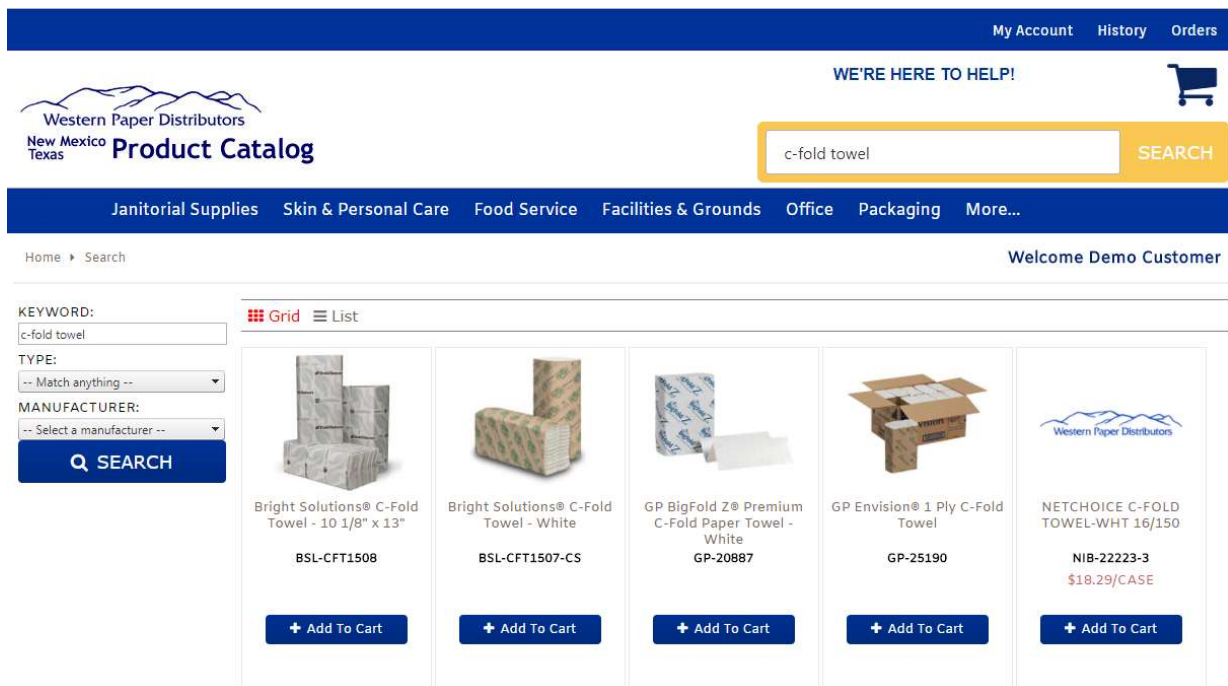 My Account History Orders
WE'RE HERE TO HELP!
Western Paper Distributors
New Mexico
Texas
Product Catalog
c-fold towel
SEARCH
Janitorial Supplies Skin & Personal Care Food Service Facilities & Grounds Office Packaging More...
Home Search
Welcome Demo Customer
KEYWORD:
c-fold towel
TYPE:
-- Match anything --
MANUFACTURER:
-- Select a manufacturer --
SEARCH
Grid List
Bright Solutions® C-Fold
Towel - 10 1/8" x 13"
BSL-CFT1508
+ Add To Cart
Bright Solutions® C-Fold
Towel - White
BSL-CFT1507-CS
+ Add To Cart
BigFold Z
GP BigFold Z® Premium
C-Fold Paper Towel -
White
GP-20887
+ Add To Cart
GP Envision® 1 Ply C-Fold
Towel
GP-25190
+ Add To Cart
Western Paper Distributors
NETCHOICE C-FOLD
TOWEL-WHT 16/150
NIB-22223-3
$18.29/CASE
+ Add To Cart